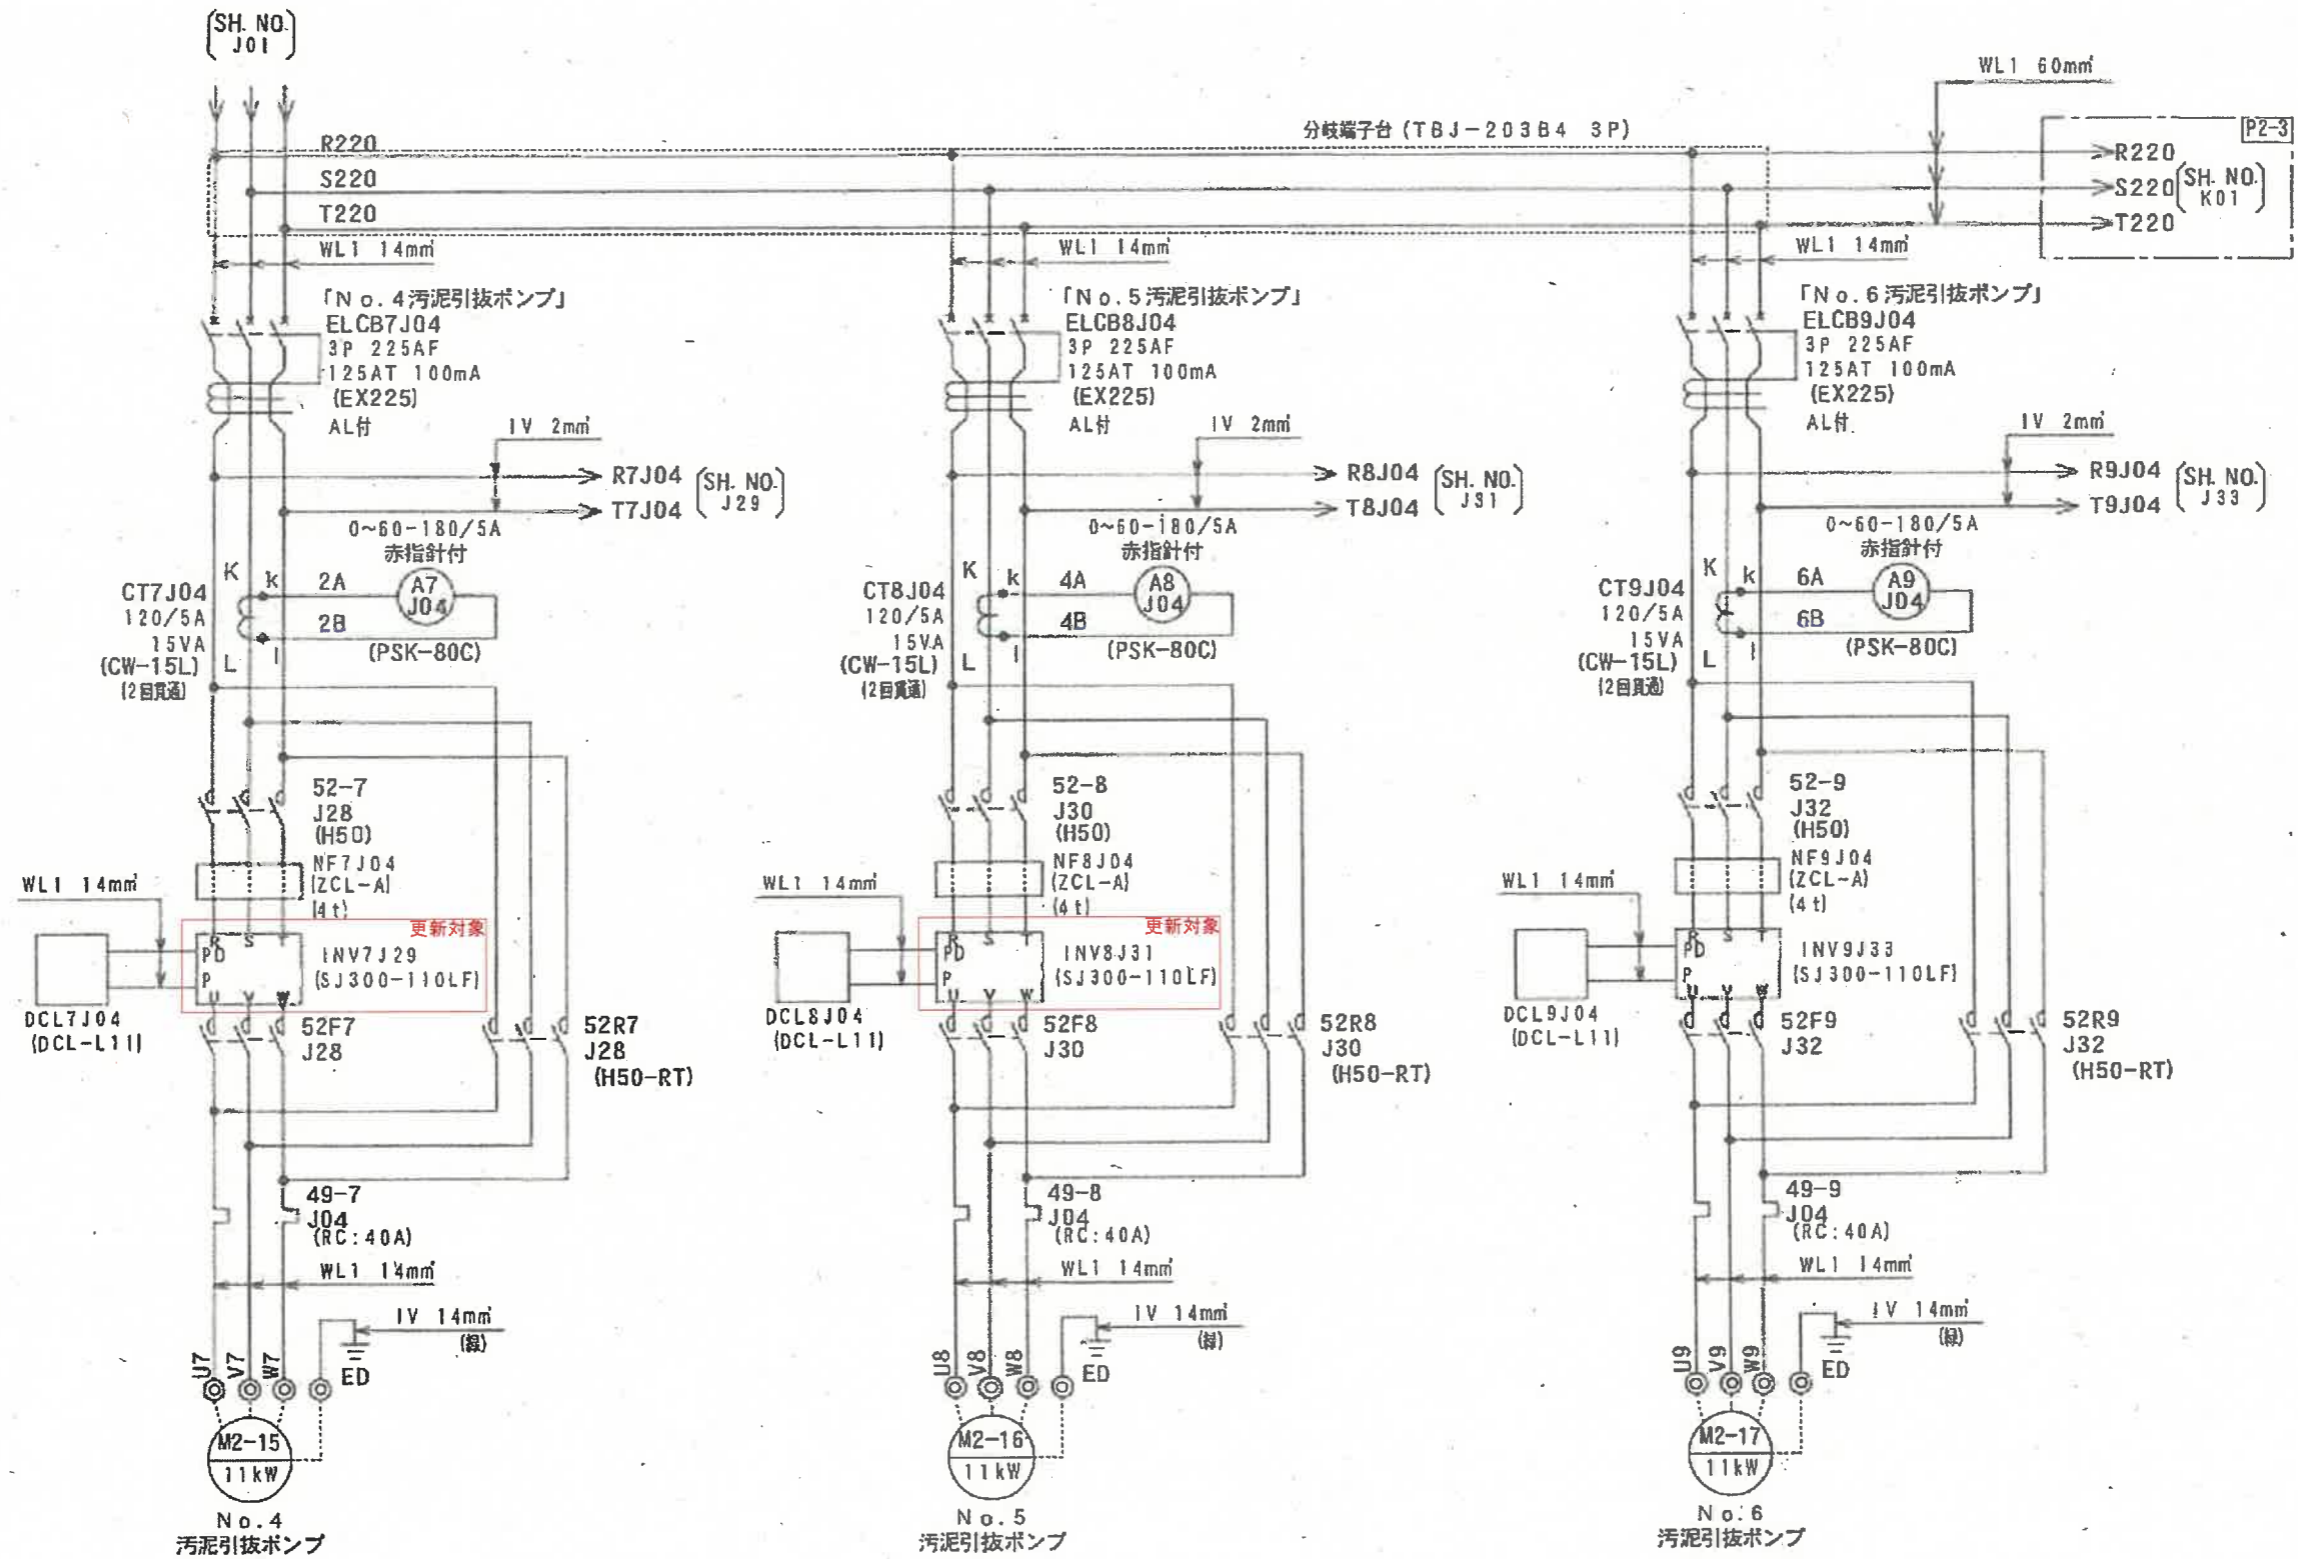 SH. NO.
J01
WL1 60mm²
分岐端子台(TBJ-203B4 3P)
P2-3
R220
S220
T220
R220
S220
T220
SH. NO.
K01
WL1 14mm²
WL1 14mm²
WL1 14mm²
「No.4汚泥引抜ポンプ」
ELCB7J04
3P 225AF
125AT 100mA
(EX225)
AL付
IV 2mm²
R7J04
T7J04
SH. NO.
J29
0~60-180/5A
赤指針付
CT7J04
120/5A
15VA
(CW-15L)
(2回貫通)
K
k
2A
A7
J04
2B
L
l
(PSK-80C)
52-7
J28
(H50)
NF7J04
(ZCL-A)
(4t)
WL1 14mm²
更新対象
R S T
PD
P
U V W
INV7J29
(SJ300-110LF)
DCL7J04
(DCL-L11)
52F7
J28
52R7
J28
(H50-RT)
49-7
J04
(RC:40A)
WL1 14mm²
IV 14mm²
(緑)
U7
V7
W7
ED
M2-15
11kW
No.4
汚泥引抜ポンプ
「No.5汚泥引抜ポンプ」
ELCB8J04
3P 225AF
125AT 100mA
(EX225)
AL付
IV 2mm²
R8J04
T8J04
SH. NO.
J31
0~60-180/5A
赤指針付
CT8J04
120/5A
15VA
(CW-15L)
(2回貫通)
K
k
4A
A8
J04
4B
L
l
(PSK-80C)
52-8
J30
(H50)
NF8J04
(ZCL-A)
(4t)
WL1 14mm²
更新対象
R S T
PD
P
U V W
INV8J31
(SJ300-110LF)
DCL8J04
(DCL-L11)
52F8
J30
52R8
J30
(H50-RT)
49-8
J04
(RC:40A)
WL1 14mm²
IV 14mm²
(緑)
U8
V8
W8
ED
M2-16
11kW
No.5
汚泥引抜ポンプ
「No.6汚泥引抜ポンプ」
ELCB9J04
3P 225AF
125AT 100mA
(EX225)
AL付.
IV 2mm²
R9J04
T9J04
SH. NO.
J33
0~60-180/5A
赤指針付
CT9J04
120/5A
15VA
(CW-15L)
(2回貫通)
K
k
6A
A9
J04
6B
L
l
(PSK-80C)
52-9
J32
(H50)
NF9J04
(ZCL-A)
(4t)
WL1 14mm²
R S T
PD
P
U V W
INV9J33
(SJ300-110LF)
DCL9J04
(DCL-L11)
52F9
J32
52R9
J32
(H50-RT)
49-9
J04
(RC:40A)
WL1 14mm²
IV 14mm²
(緑)
U9
V9
W9
ED
M2-17
11kW
No.6
汚泥引抜ポンプ